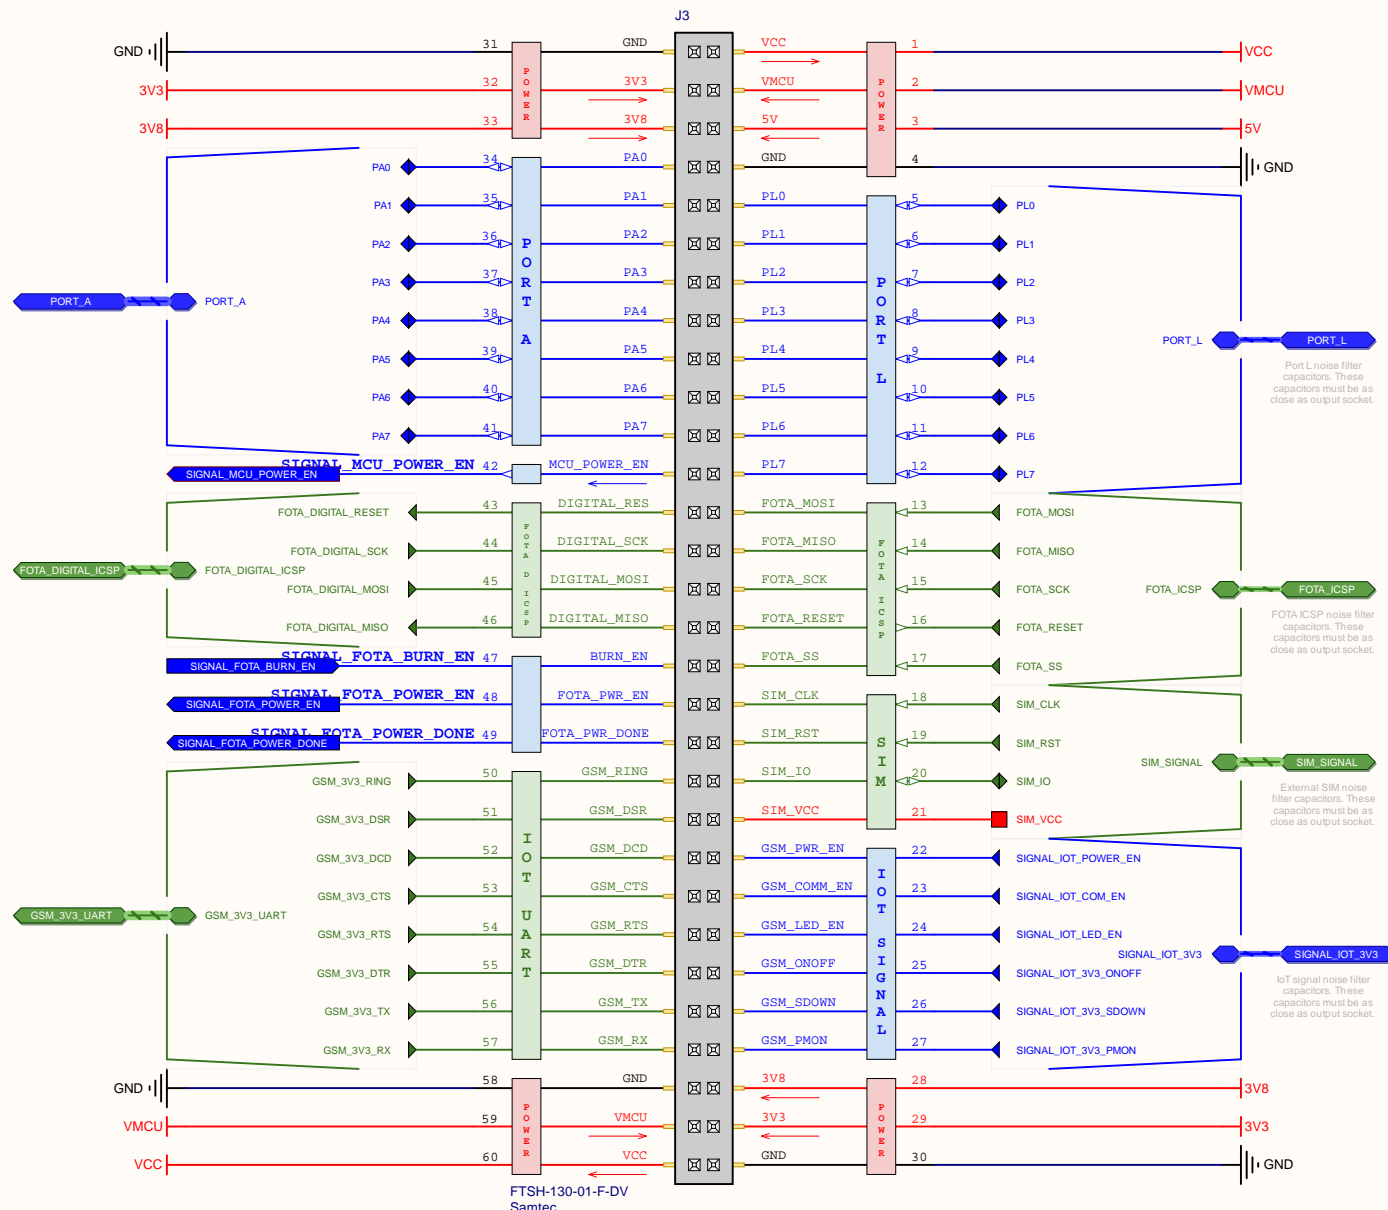 J3
GND 31 GND VCC 1 VCC
3V3 32 3V3 VMCU 2 VMCU
3V8 33 3V8 5V 3 5V
POWER
POWER
PA0 34 PA0 GND 4 GND
PA1 35 PA1 PL0 5 PL0
PA2 36 PA2 PL1 6 PL1
PA3 37 PA3 PL2 7 PL2
PORT_A PORT_A
PA4 38 PA4 PL3 8 PL3
PORT_L PORT_L
PA5 39 PA5 PL4 9 PL4
PA6 40 PA6 PL5 10 PL5
PA7 41 PA7 PL6 11 PL6
PORT A
PORT L
Port L noise filter
capacitors. These
capacitors must be as
close as output socket.
SIGNAL_MCU_POWER_EN SIGNAL_MCU_POWER_EN 42 MCU_POWER_EN PL7 12 PL7
FOTA_DIGITAL_RESET 43 DIGITAL_RES FOTA_MOSI 13 FOTA_MOSI
FOTA_DIGITAL_SCK 44 DIGITAL_SCK FOTA_MISO 14 FOTA_MISO
FOTA_DIGITAL_ICSP FOTA_DIGITAL_ICSP
FOTA_DIGITAL_MOSI 45 DIGITAL_MOSI FOTA_SCK 15 FOTA_SCK
FOTA_ICSP FOTA_ICSP
FOTA_DIGITAL_MISO 46 DIGITAL_MISO FOTA_RESET 16 FOTA_RESET
FOTA D ICSP
FOTA ICSP
FOTA ICSP noise filter
capacitors. These
capacitors must be as
close as output socket.
SIGNAL_FOTA_BURN_EN SIGNAL_FOTA_BURN_EN 47 BURN_EN FOTA_SS 17 FOTA_SS
SIGNAL_FOTA_POWER_EN SIGNAL_FOTA_POWER_EN 48 FOTA_PWR_EN SIM_CLK 18 SIM_CLK
SIGNAL_FOTA_POWER_DONE SIGNAL_FOTA_POWER_DONE 49 FOTA_PWR_DONE SIM_RST 19 SIM_RST
SIM_SIGNAL SIM_SIGNAL
GSM_3V3_RING 50 GSM_RING SIM_IO 20 SIM_IO
SIM
External SIM noise
filter capacitors. These
capacitors must be as
close as output socket.
GSM_3V3_DSR 51 GSM_DSR SIM_VCC 21 SIM_VCC
GSM_3V3_DCD 52 GSM_DCD GSM_PWR_EN 22 SIGNAL_IOT_POWER_EN
GSM_3V3_CTS 53 GSM_CTS GSM_COMM_EN 23 SIGNAL_IOT_COM_EN
GSM_3V3_UART GSM_3V3_UART
GSM_3V3_RTS 54 GSM_RTS GSM_LED_EN 24 SIGNAL_IOT_LED_EN
SIGNAL_IOT_3V3 SIGNAL_IOT_3V3
GSM_3V3_DTR 55 GSM_DTR GSM_ONOFF 25 SIGNAL_IOT_3V3_ONOFF
GSM_3V3_TX 56 GSM_TX GSM_SDOWN 26 SIGNAL_IOT_3V3_SDOWN
GSM_3V3_RX 57 GSM_RX GSM_PMON 27 SIGNAL_IOT_3V3_PMON
IOT UART
IOT SIGNAL
IoT signal noise filter
capacitors. These
capacitors must be as
close as output socket.
GND 58 GND 3V8 28 3V8
VMCU 59 VMCU 3V3 29 3V3
VCC 60 VCC GND 30 GND
POWER
POWER
FTSH-130-01-F-DV
Samtec